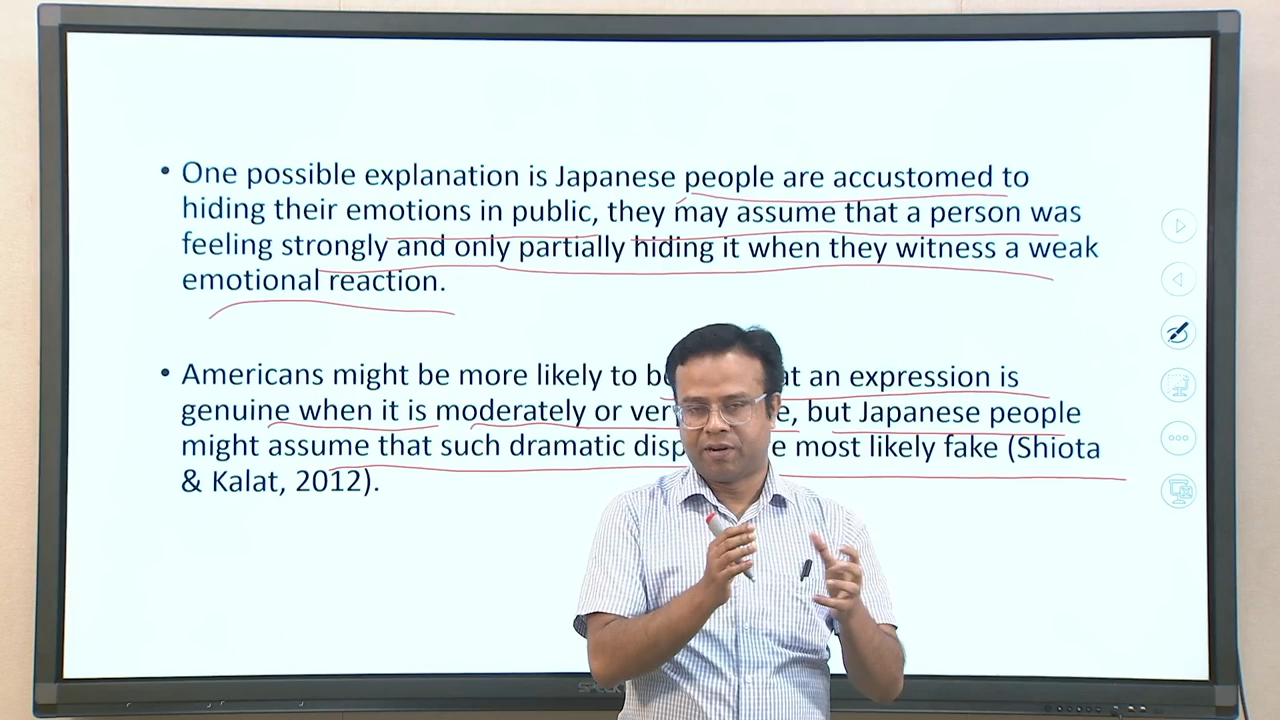 • One possible explanation is Japanese people are accustomed to
hiding their emotions in public, they may assume that a person was
feeling strongly and only partially hiding it when they witness a weak
emotional reaction.
• Americans might be more likely to at an expression is
genuine when it is moderately or very but Japanese people
might assume that such dramatic most likely fake (Shiota
& Kalat, 2012).